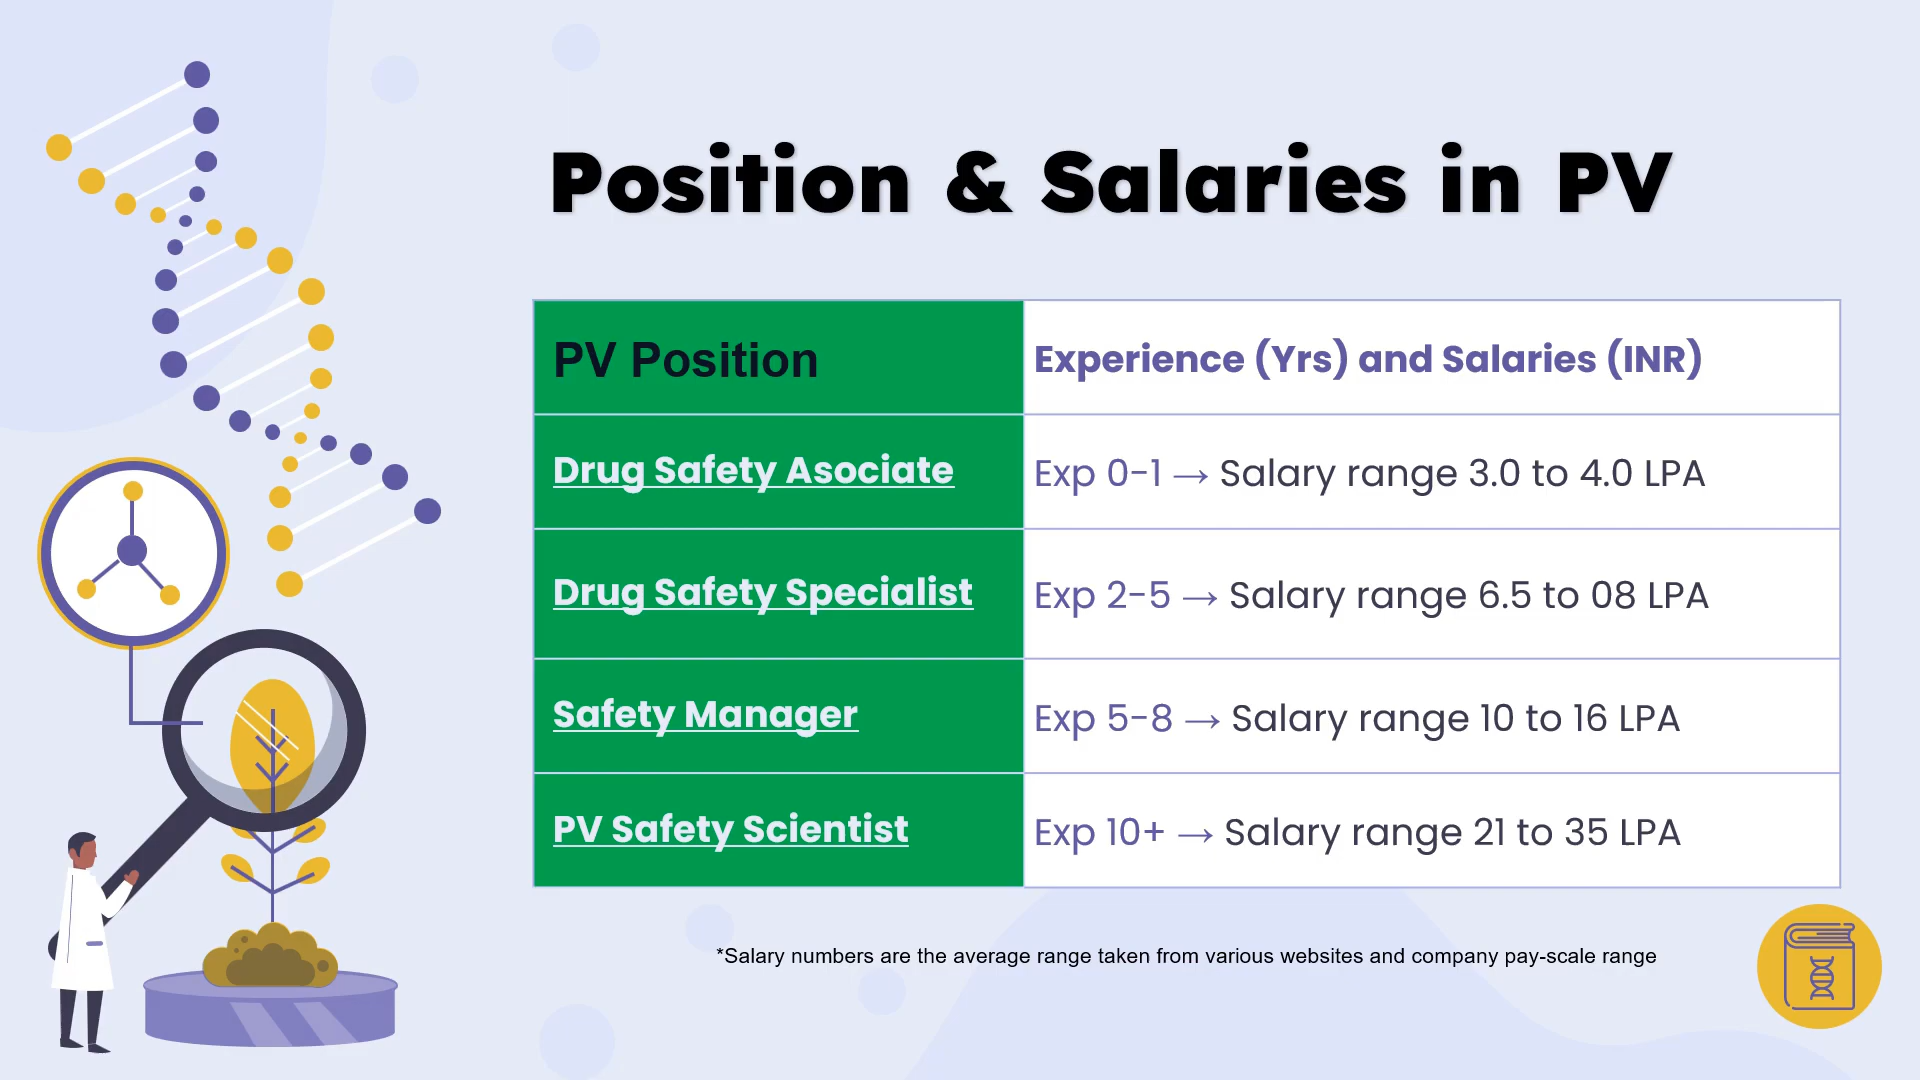 Position & Salaries in PV
PV Position
Experience (Yrs) and Salaries (INR)
Drug Safety Asociate
Exp 0-1 → Salary range 3.0 to 4.0 LPA
Drug Safety Specialist
Exp 2-5 → Salary range 6.5 to 08 LPA
Safety Manager
Exp 5-8 → Salary range 10 to 16 LPA
PV Safety Scientist
Exp 10+ → Salary range 21 to 35 LPA
*Salary numbers are the average range taken from various websites and company pay-scale range